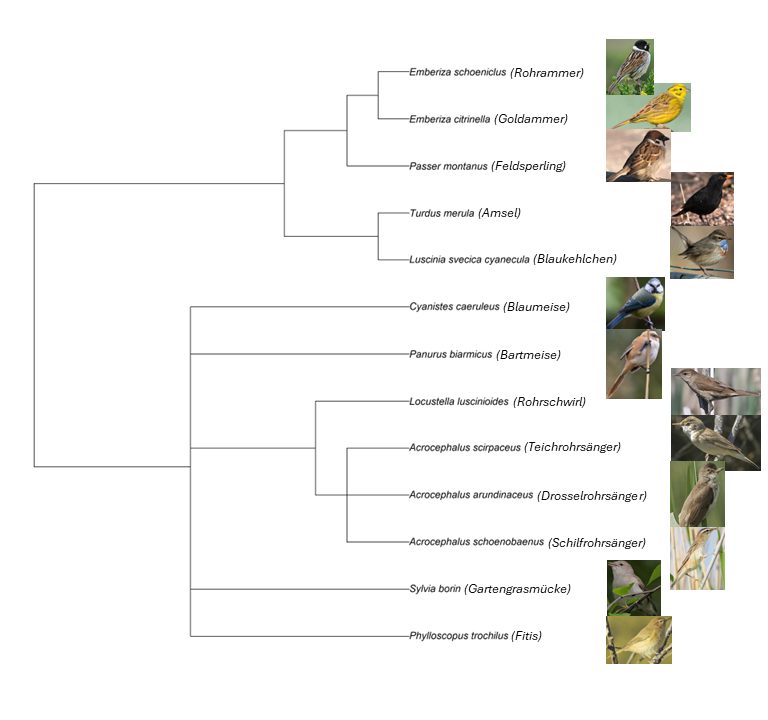 Emberiza schoeniclus (Rohrammer)
Emberiza citrinella (Goldammer)
Passer montanus (Feldsperling)
Turdus merula (Amsel)
Luscinia svecica cyanecula (Blaukehlchen)
Cyanistes caeruleus (Blaumeise)
Panurus biarmicus (Bartmeise)
Locustella luscinioides (Rohrschwirl)
Acrocephalus scirpaceus (Teichrohrsänger)
Acrocephalus arundinaceus (Drosselrohrsänger)
Acrocephalus schoenobaenus (Schilfrohrsänger)
Sylvia borin (Gartengrasmücke)
Phylloscopus trochilus (Fitis)